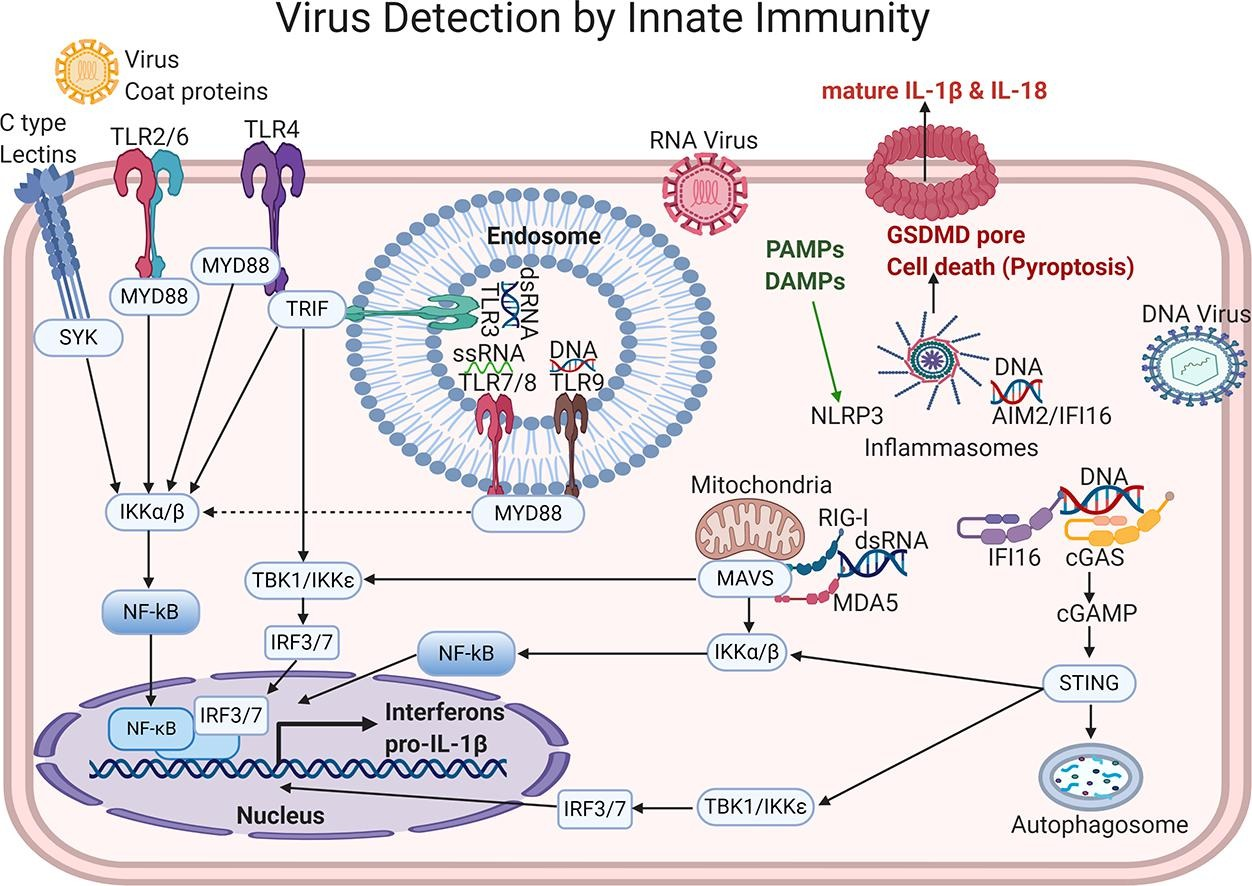 Virus Detection by Innate Immunity
Virus
Coat proteins
C type
Lectins
TLR2/6
TLR4
RNA Virus
mature IL-1β & IL-18
GSDMD pore
Cell death (Pyroptosis)
PAMPs
DAMPs
DNA Virus
MYD88
MYD88
TRIF
SYK
Endosome
TLR3
dsRNA
ssRNA
TLR7/8
DNA
TLR9
MYD88
NLRP3
DNA
AIM2/IFI16
Inflammasomes
IKKα/β
Mitochondria
RIG-I
dsRNA
MAVS
MDA5
DNA
IFI16
cGAS
cGAMP
TBK1/IKKε
NF-kB
IRF3/7
NF-kB
IKKα/β
STING
NF-κB
IRF3/7
Interferons
pro-IL-1β
Nucleus
IRF3/7
TBK1/IKKε
Autophagosome